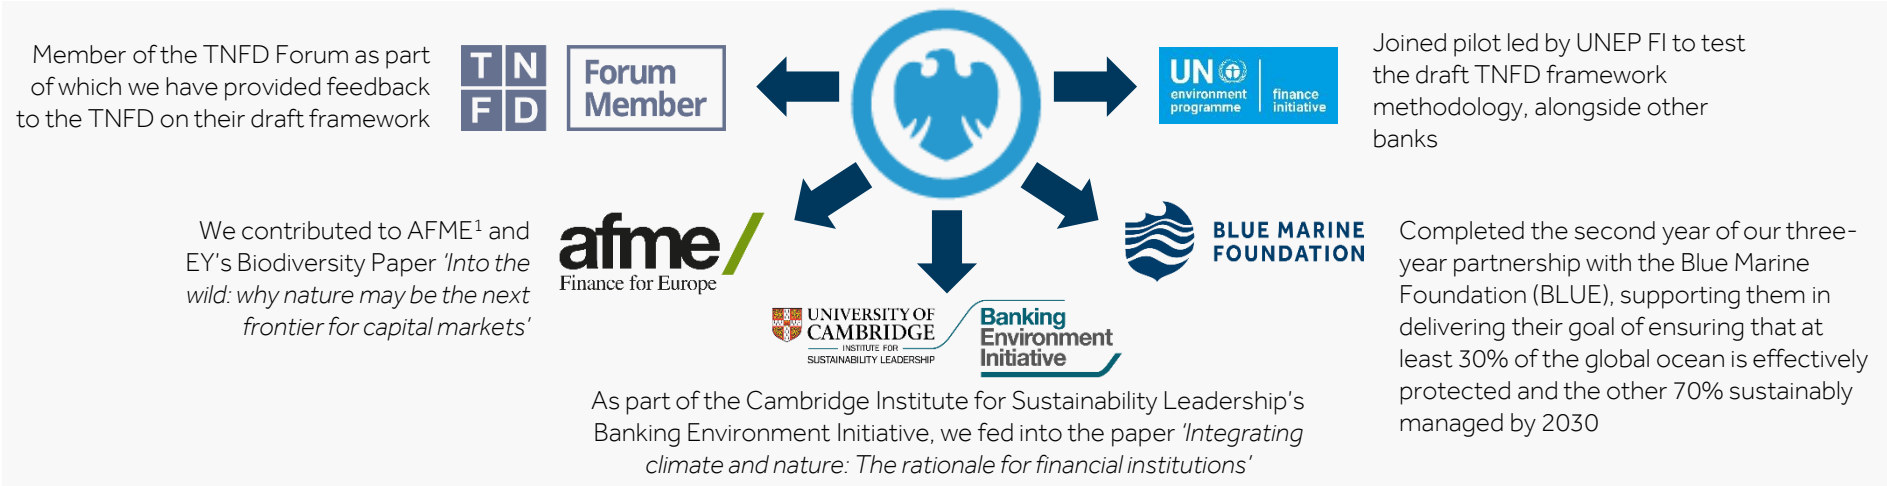 Member of the TNFD Forum as part
of which we have provided feedback
to the TNFD on their draft framework
T N
F D
Forum
Member
UN
environment
programme
finance
initiative
Joined pilot led by UNEP FI to test
the draft TNFD framework
methodology, alongside other
banks
We contributed to AFME¹ and
EY's Biodiversity Paper 'Into the
wild: why nature may be the next
frontier for capital markets'
afme/
Finance for Europe
UNIVERSITY OF
CAMBRIDGE
INSTITUTE FOR
SUSTAINABILITY LEADERSHIP
Banking
Environment
Initiative
As part of the Cambridge Institute for Sustainability Leadership's
Banking Environment Initiative, we fed into the paper 'Integrating
climate and nature: The rationale for financial institutions'
BLUE MARINE
FOUNDATION
Completed the second year of our three-
year partnership with the Blue Marine
Foundation (BLUE), supporting them in
delivering their goal of ensuring that at
least 30% of the global ocean is effectively
protected and the other 70% sustainably
managed by 2030